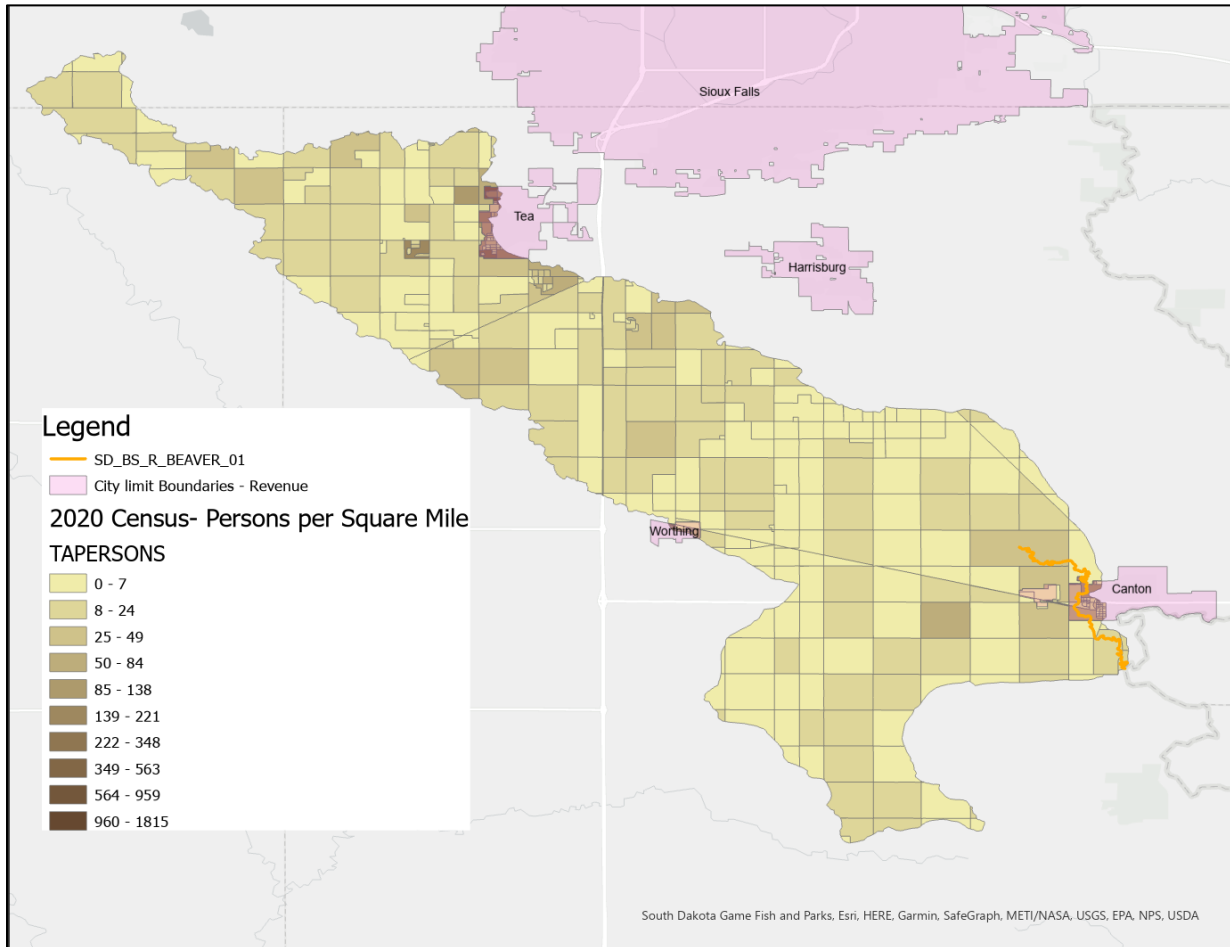 Sioux Falls
Tea
Harrisburg
Legend
SD_BS_R_BEAVER_01
City limit Boundaries - Revenue
2020 Census- Persons per Square Mile
TAPERSONS
0 - 7
8 - 24
25 - 49
50 - 84
85 - 138
139 - 221
222 - 348
349 - 563
564 - 959
960 - 1815
Worthing
Canton
South Dakota Game Fish and Parks, Esri, HERE, Garmin, SafeGraph, METI/NASA, USGS, EPA, NPS, USDA